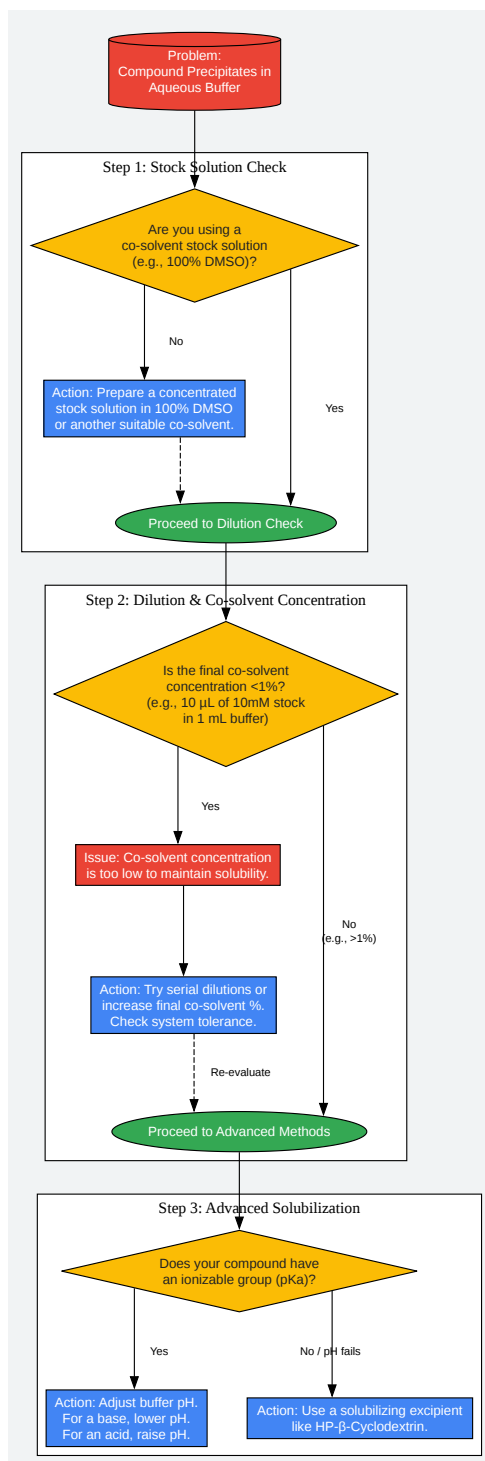 Problem:
Compound Precipitates in
Aqueous Buffer
Step 1: Stock Solution Check
Are you using a
co-solvent stock solution
(e.g., 100% DMSO)?
No
Action: Prepare a concentrated
stock solution in 100% DMSO
or another suitable co-solvent.
Yes
Proceed to Dilution Check
Step 2: Dilution & Co-solvent Concentration
Is the final co-solvent
concentration <1%?
(e.g., 10 µL of 10mM stock
in 1 mL buffer)
Yes
Issue: Co-solvent concentration
is too low to maintain solubility.
No
(e.g., >1%)
Action: Try serial dilutions or
increase final co-solvent %.
Check system tolerance.
Re-evaluate
Proceed to Advanced Methods
Step 3: Advanced Solubilization
Does your compound have
an ionizable group (pKa)?
Yes
No / pH fails
Action: Adjust buffer pH.
For a base, lower pH.
For an acid, raise pH.
Action: Use a solubilizing excipient
like HP-β-Cyclodextrin.